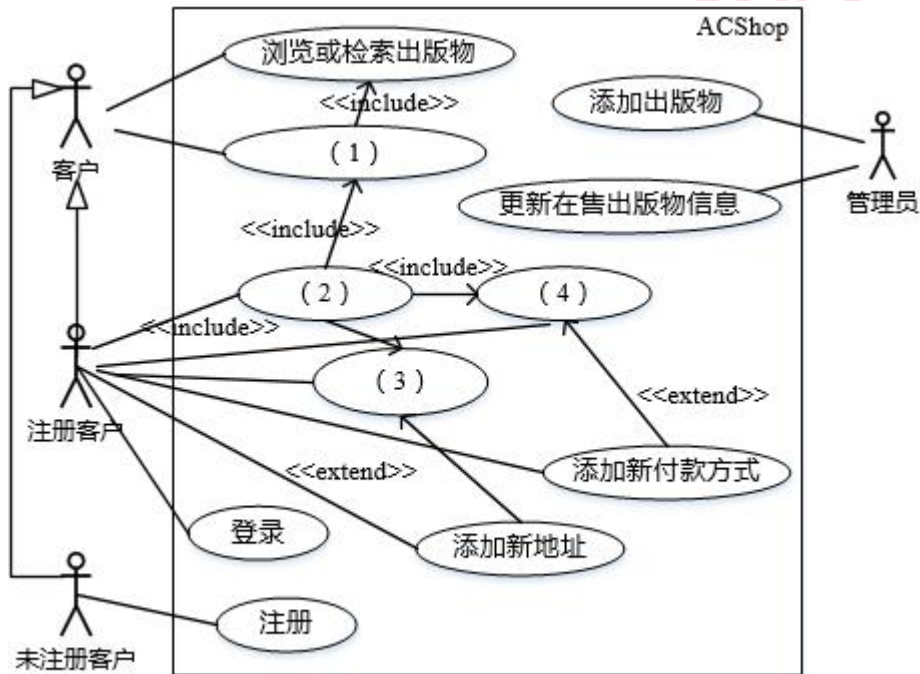 ACShop
浏览或检索出版物
<<include>>
添加出版物
(1)
客户
更新在售出版物信息
管理员
<<include>>
<<include>>
(2)
(4)
<<include>>
(3)
<<extend>>
注册客户
添加新付款方式
<<extend>>
登录
添加新地址
注册
未注册客户